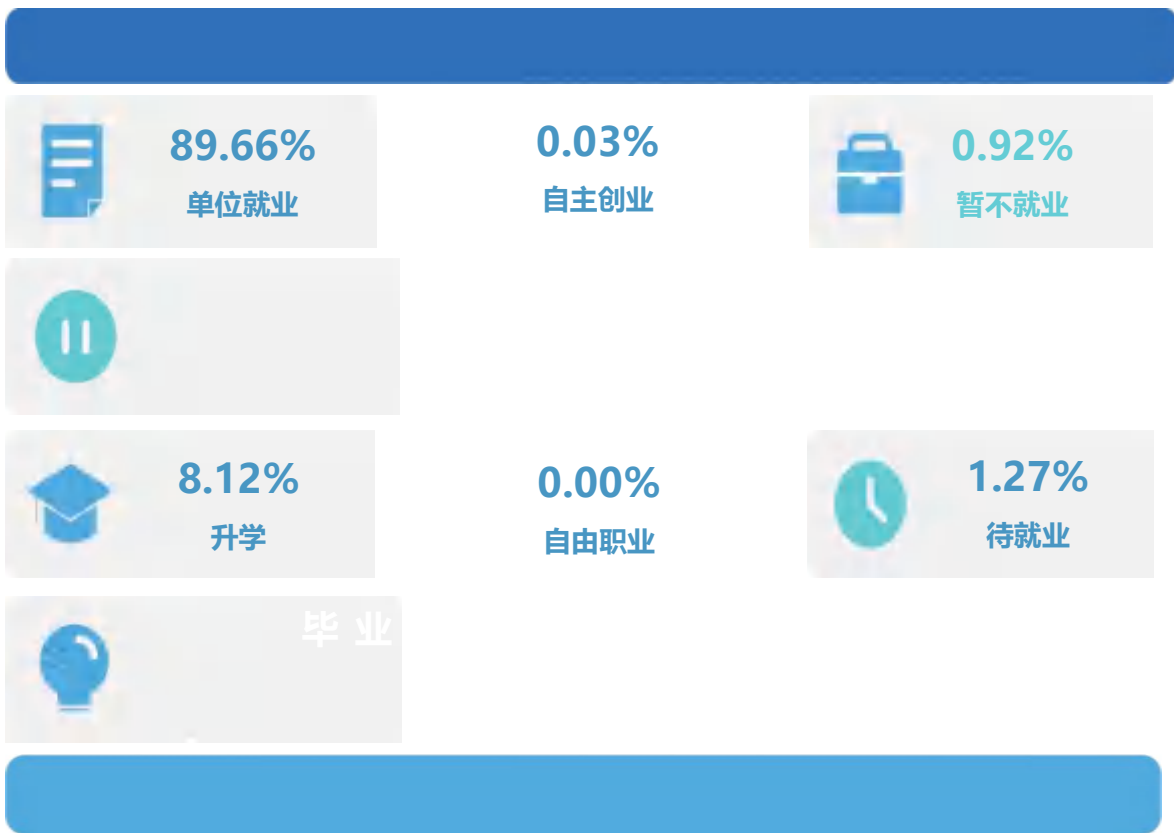 89.66%
单位就业
0.03%
自主创业
0.92%
暂不就业
8.12%
升学
0.00%
自由职业
1.27%
待就业
毕 业